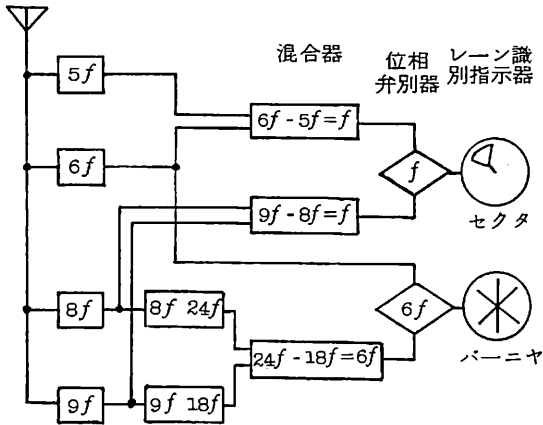 混合器
位相
弁別器
レーン識
別指示器
5f
6f - 5f = f
6f
f
9f - 8f = f
セクタ
8f
8f 24f
6f
24f - 18f = 6f
バーニヤ
9f
9f 18f